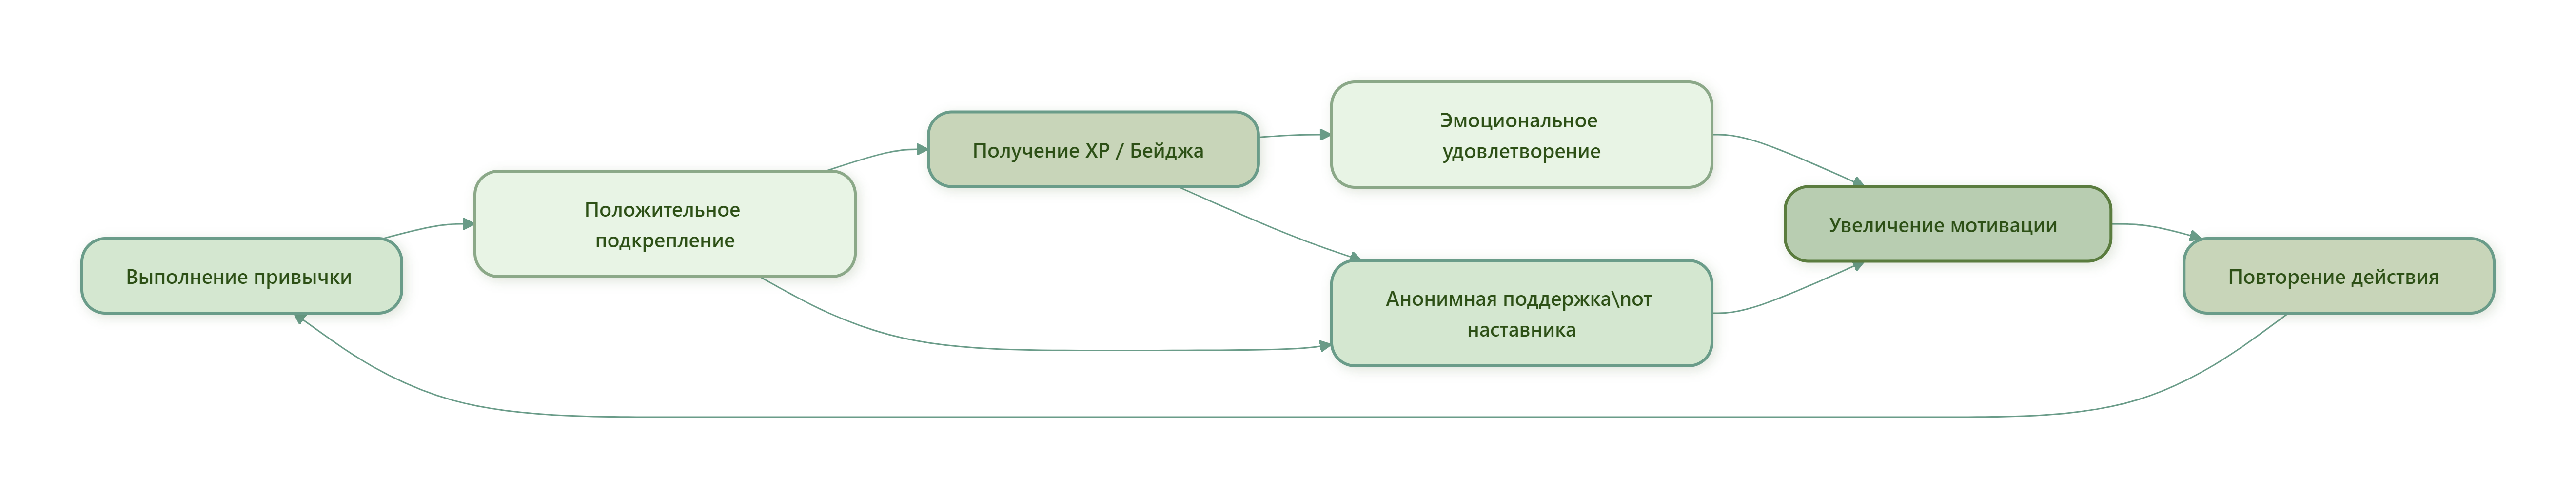 Выполнение привычки
Положительное
подкрепление
Получение XP / Бейджа
Эмоциональное
удовлетворение
Анонимная поддержка\nот
наставника
Увеличение мотивации
Повторение действия